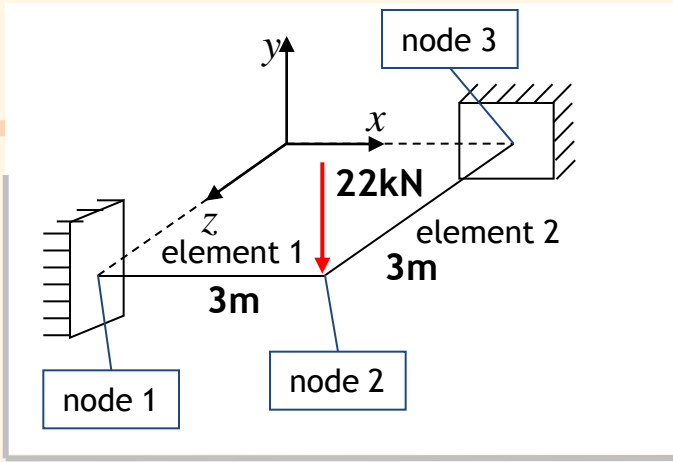 node 3
y
x
22kN
z
element 1
element 2
3m
3m
node 2
node 1